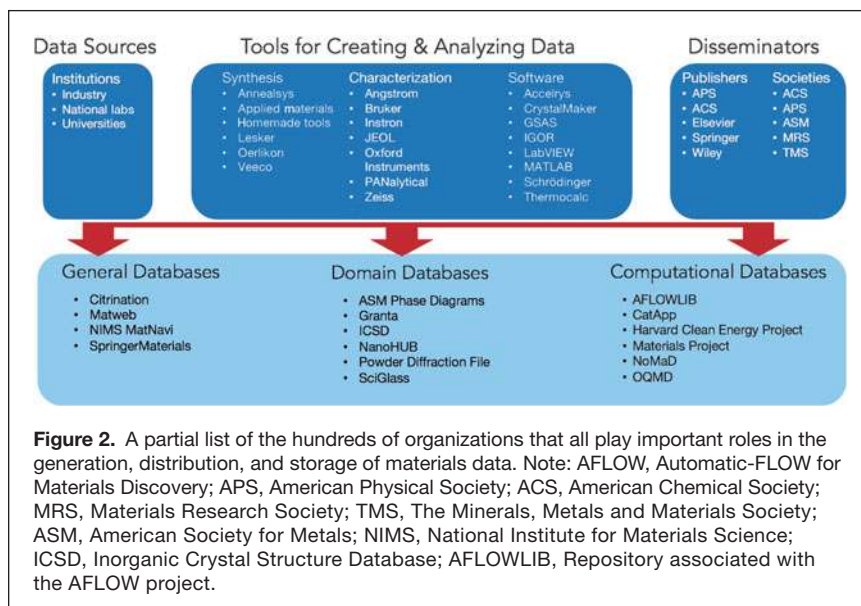 Data Sources
Institutions
• Industry
• National labs
• Universities
Tools for Creating & Analyzing Data
Synthesis
• Annealsys
• Applied materials
• Homemade tools
• Lesker
• Oerlikon
• Veeco
Characterization
• Angstrom
• Bruker
• Instron
• JEOL
• Oxford
Instruments
• PANalytical
• Zeiss
Software
• Accelrys
• CrystalMaker
• GSAS
• IGOR
• LabVIEW
• MATLAB
• Schrödinger
• Thermocalc
Disseminators
Publishers
• APS
• ACS
• Elsevier
• Springer
• Wiley
Societies
• ACS
• APS
• ASM
• MRS
• TMS
General Databases
• Citrination
• Matweb
• NIMS MatNavi
• SpringerMaterials
Domain Databases
• ASM Phase Diagrams
• Granta
• ICSD
• NanoHUB
• Powder Diffraction File
• SciGlass
Computational Databases
• AFLOWLIB
• CatApp
• Harvard Clean Energy Project
• Materials Project
• NoMaD
• OQMD
Figure 2. A partial list of the hundreds of organizations that all play important roles in the
generation, distribution, and storage of materials data. Note: AFLOW, Automatic-FLOW for
Materials Discovery; APS, American Physical Society; ACS, American Chemical Society;
MRS, Materials Research Society; TMS, The Minerals, Metals and Materials Society;
ASM, American Society for Metals; NIMS, National Institute for Materials Science;
ICSD, Inorganic Crystal Structure Database; AFLOWLIB, Repository associated with
the AFLOW project.